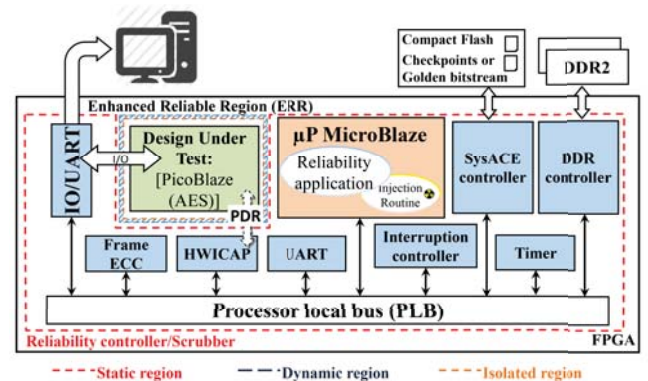 Compact Flash
Checkpoints or
Golden bitstream
DDR2
Enhanced Reliable Region (ERR)
IO/UART
I/O
Design Under
Test:
[PicoBlaze
(AES)]
PDR
µP MicroBlaze
Reliability
application
Injection
Routine
SysACE
controller
DDR
controller
Frame
ECC
HWICAP
UART
Interruption
controller
Timer
Processor local bus (PLB)
Reliability controller/Scrubber
FPGA
Static region
Dynamic region
Isolated region